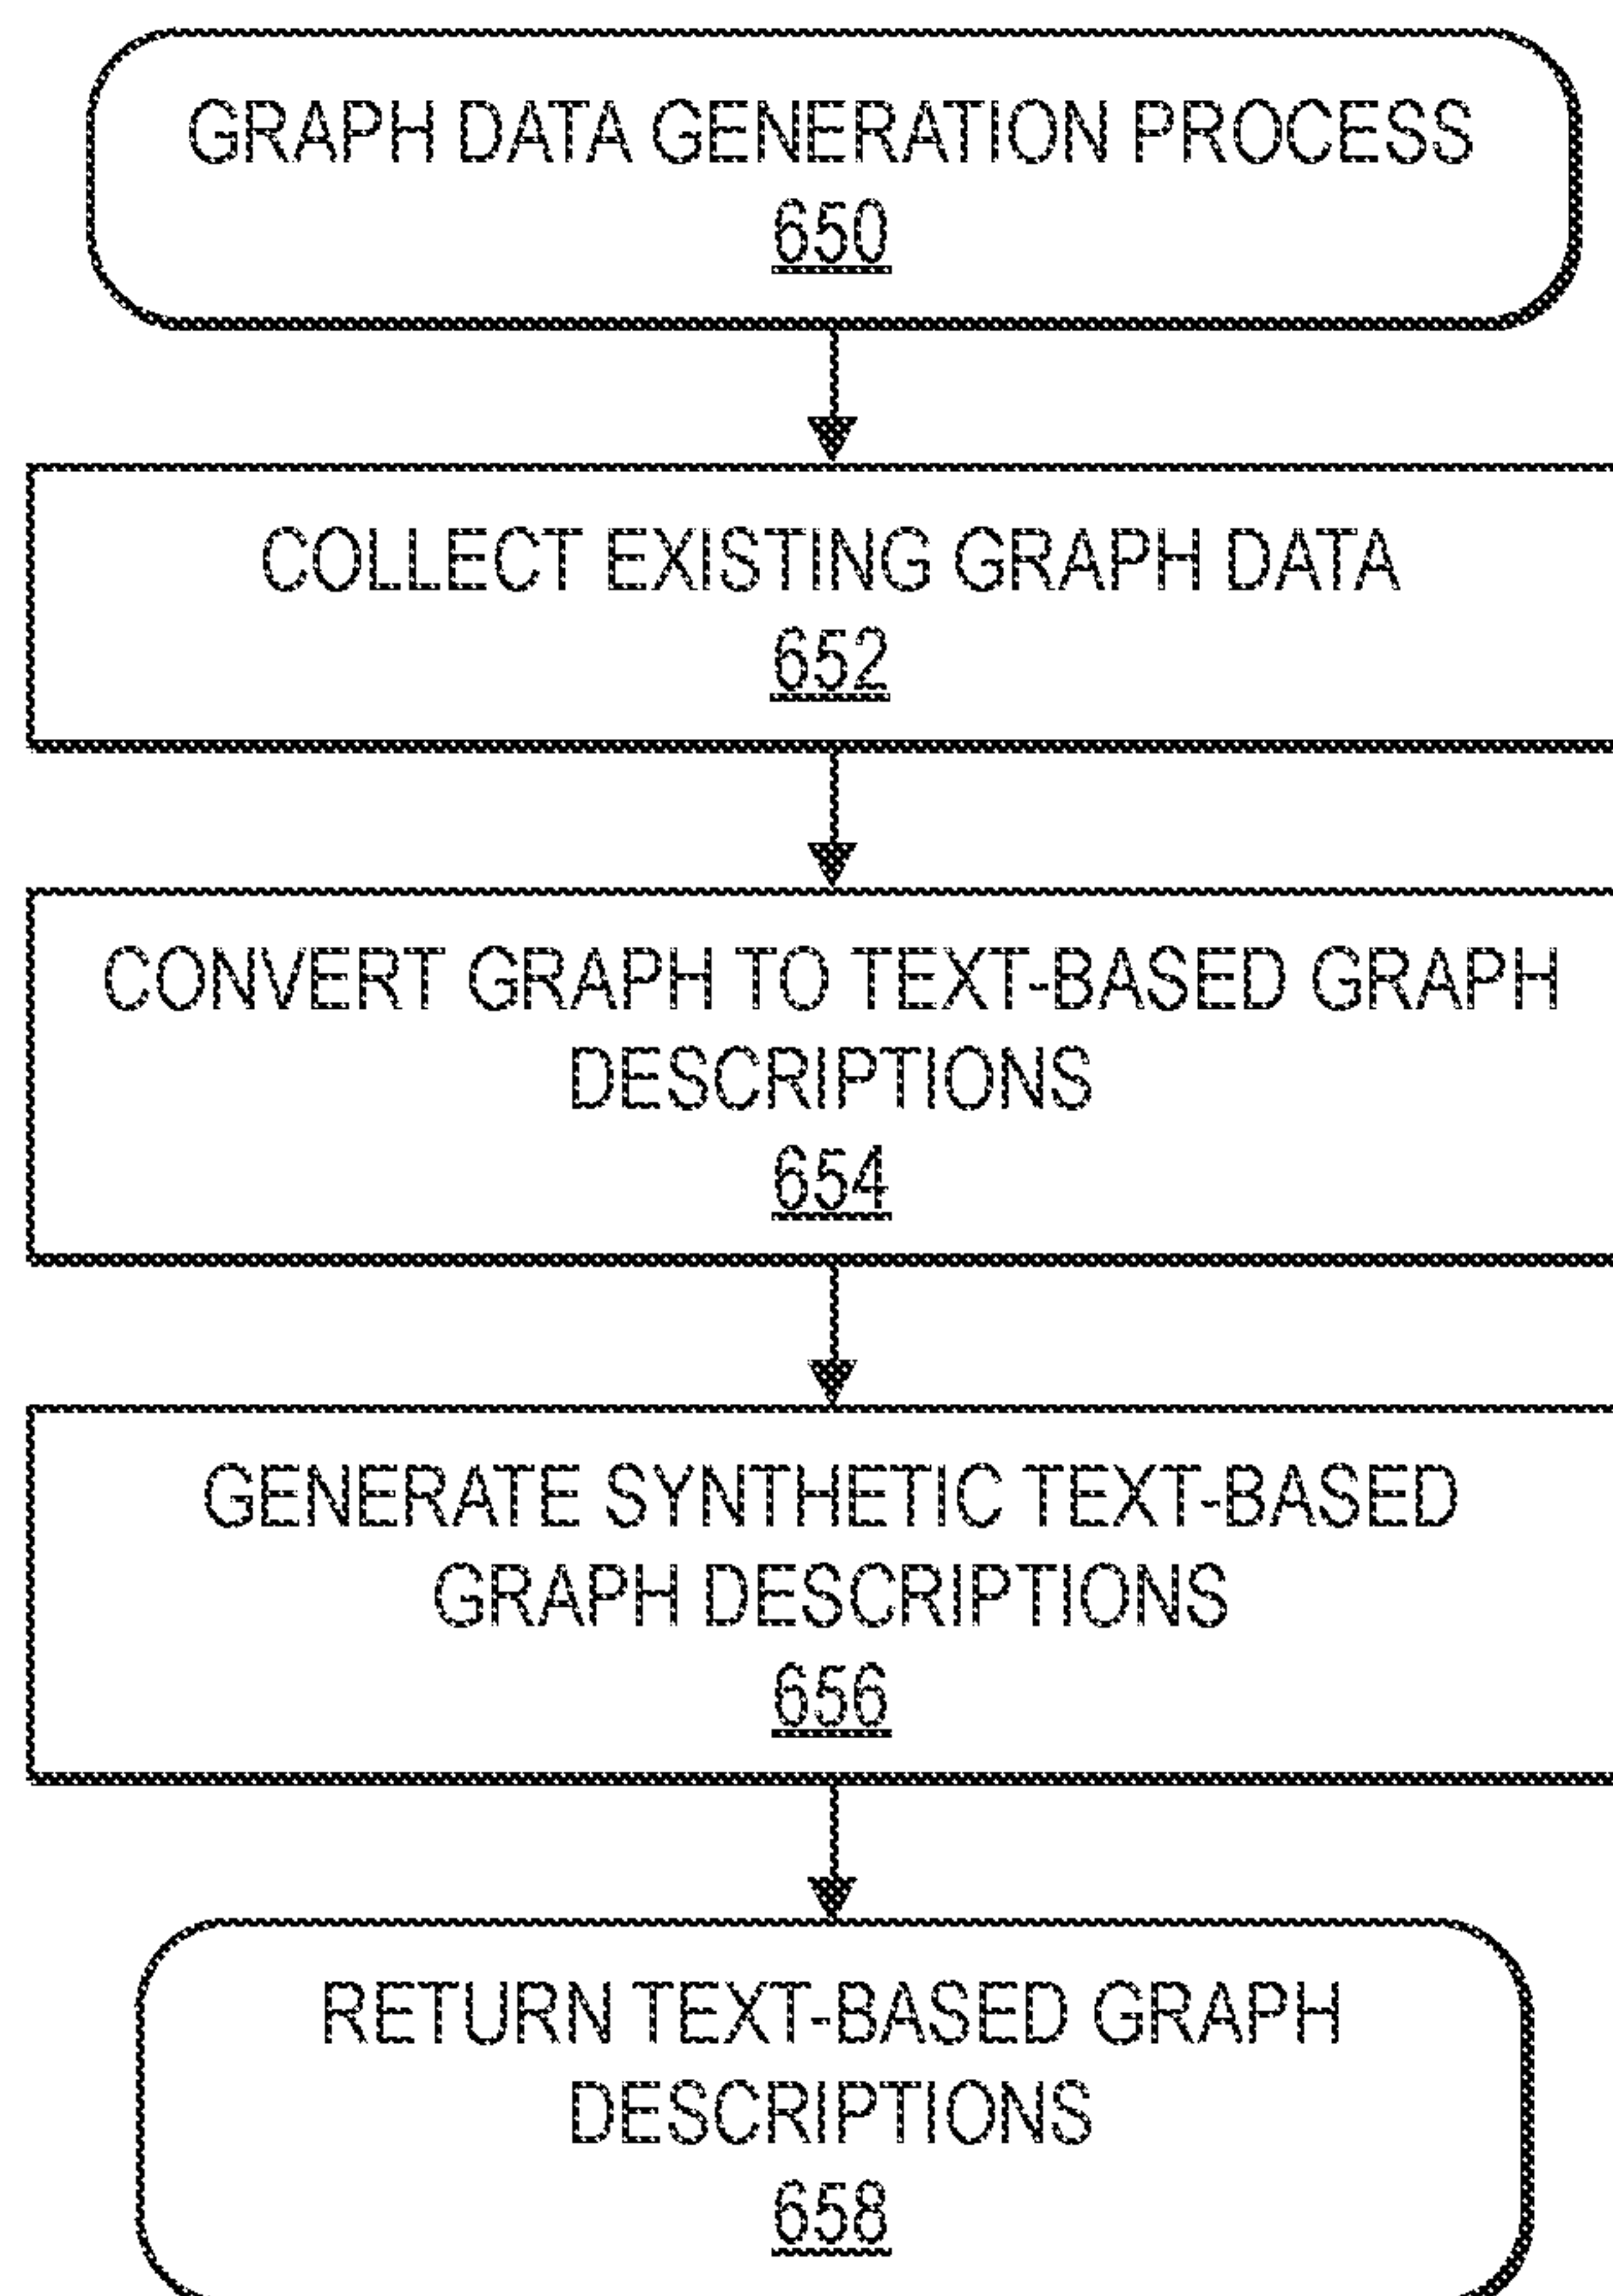 GRAPH DATA GENERATION PROCESS
650
COLLECT EXISTING GRAPH DATA
652
CONVERT GRAPH TO TEXT-BASED GRAPH
DESCRIPTIONS
654
GENERATE SYNTHETIC TEXT-BASED
GRAPH DESCRIPTIONS
656
RETURN TEXT-BASED GRAPH
DESCRIPTIONS
658